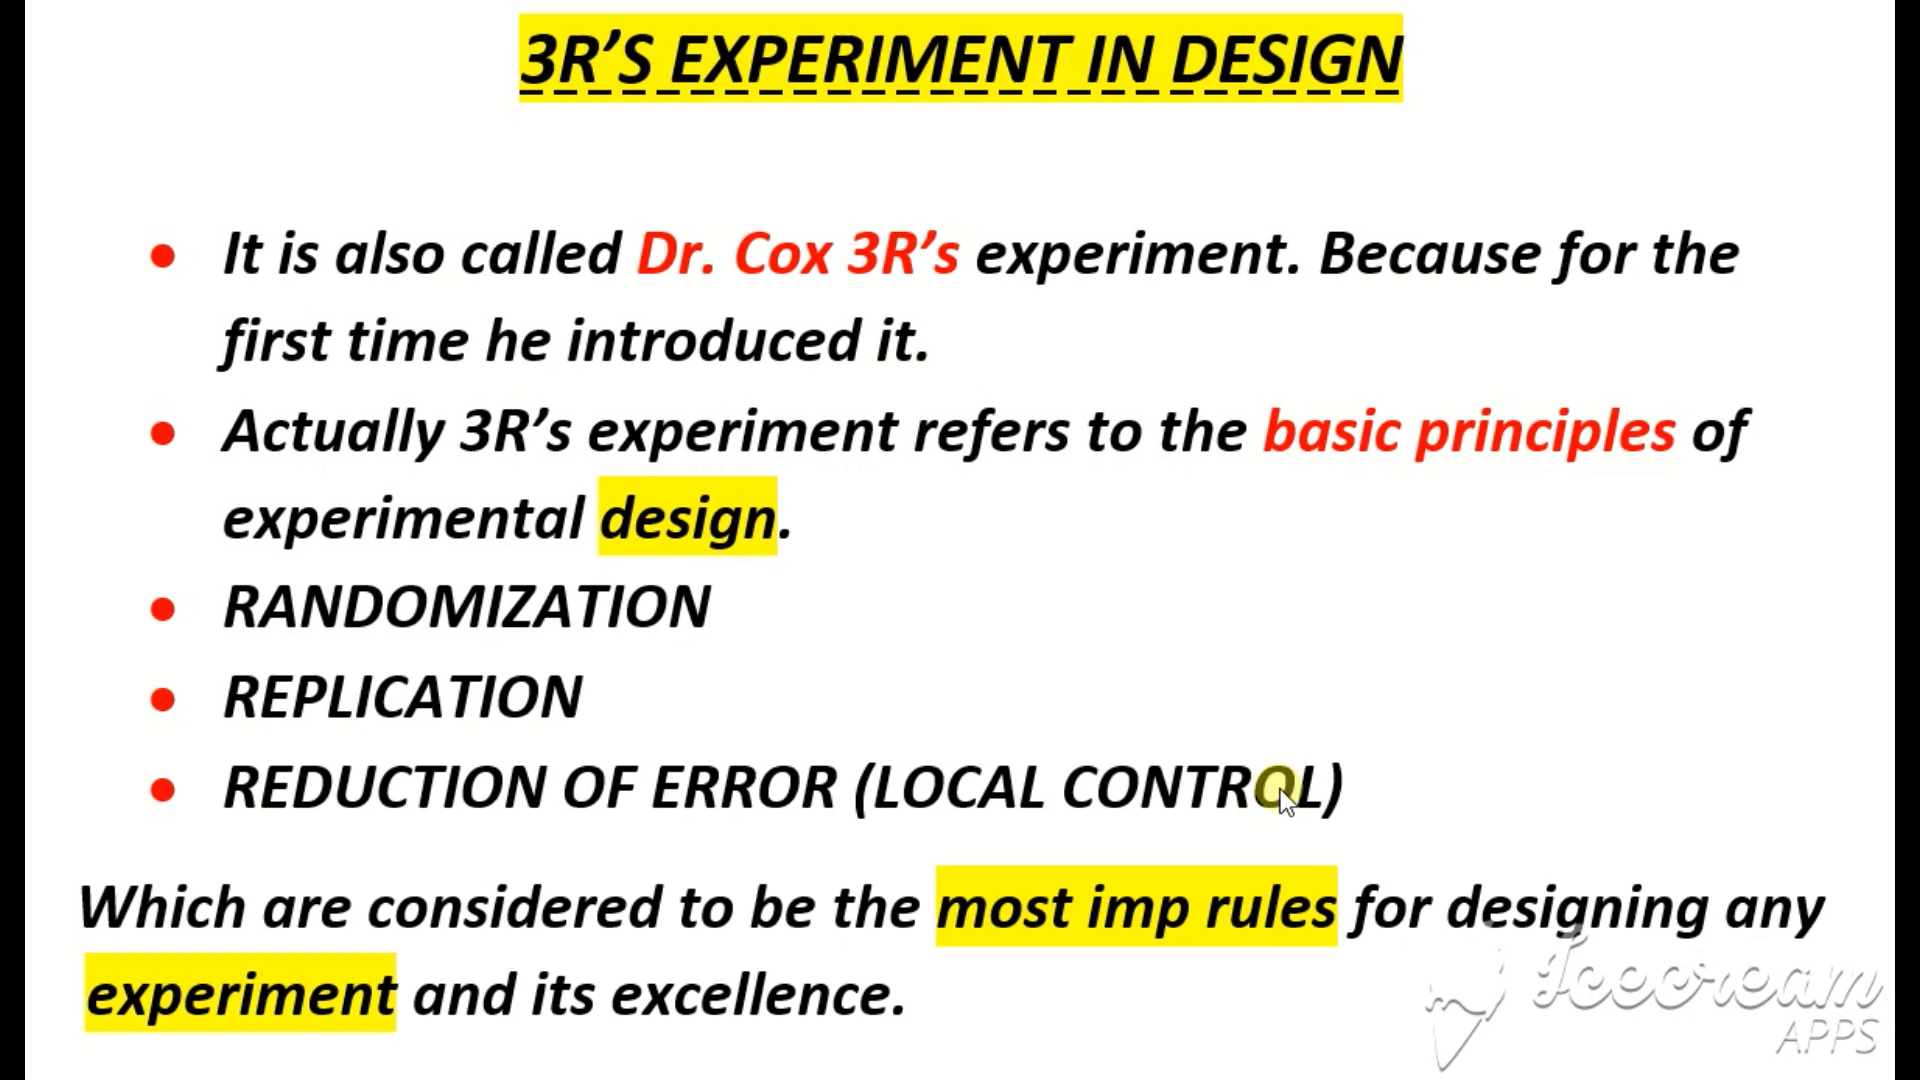 3R’S EXPERIMENT IN DESIGN
It is also called Dr. Cox 3R’s experiment. Because for the
first time he introduced it.
Actually 3R’s experiment refers to the basic principles of
experimental design.
RANDOMIZATION
REPLICATION
REDUCTION OF ERROR (LOCAL CONTROL)
Which are considered to be the most imp rules for designing any
experiment and its excellence.
Icecream
APPS